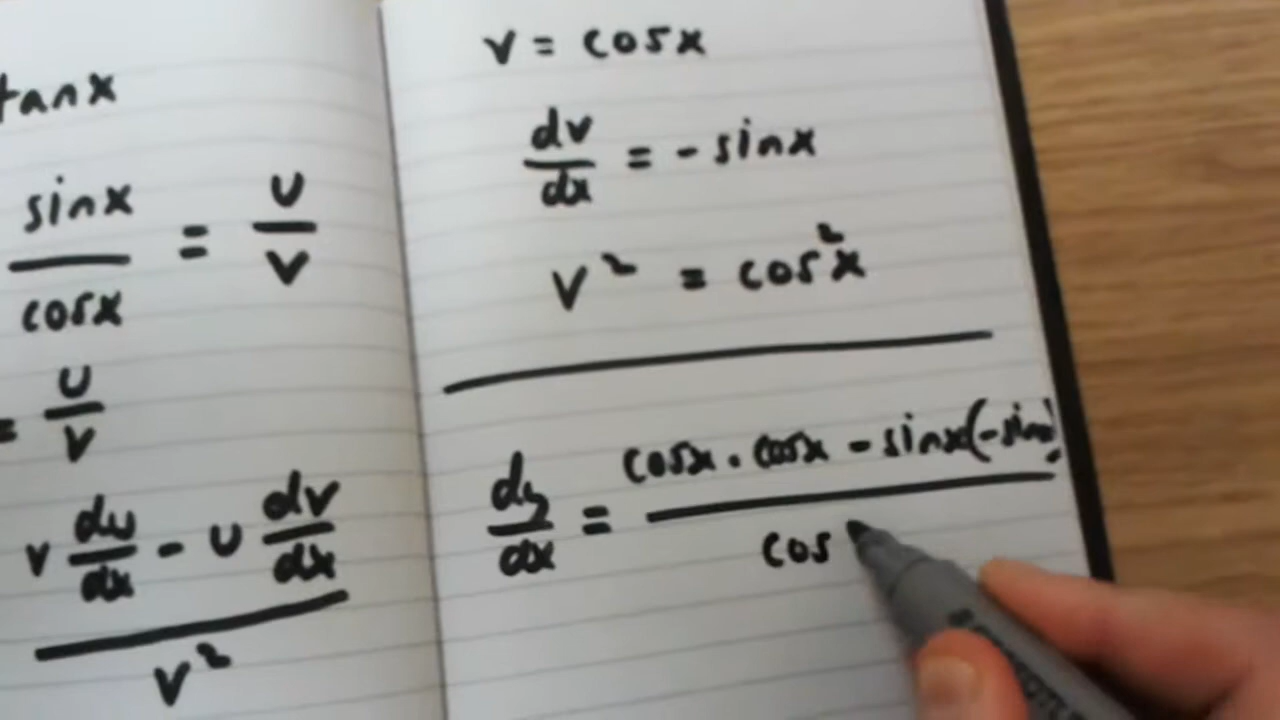 tanx
sinx/cosx = u/v
= u/v
v du/dx - u dv/dx
v²
v = cosx
dv/dx = - sinx
v² = cos²x
dy/dx = cosx . cosx - sinx(-sinx)
cos